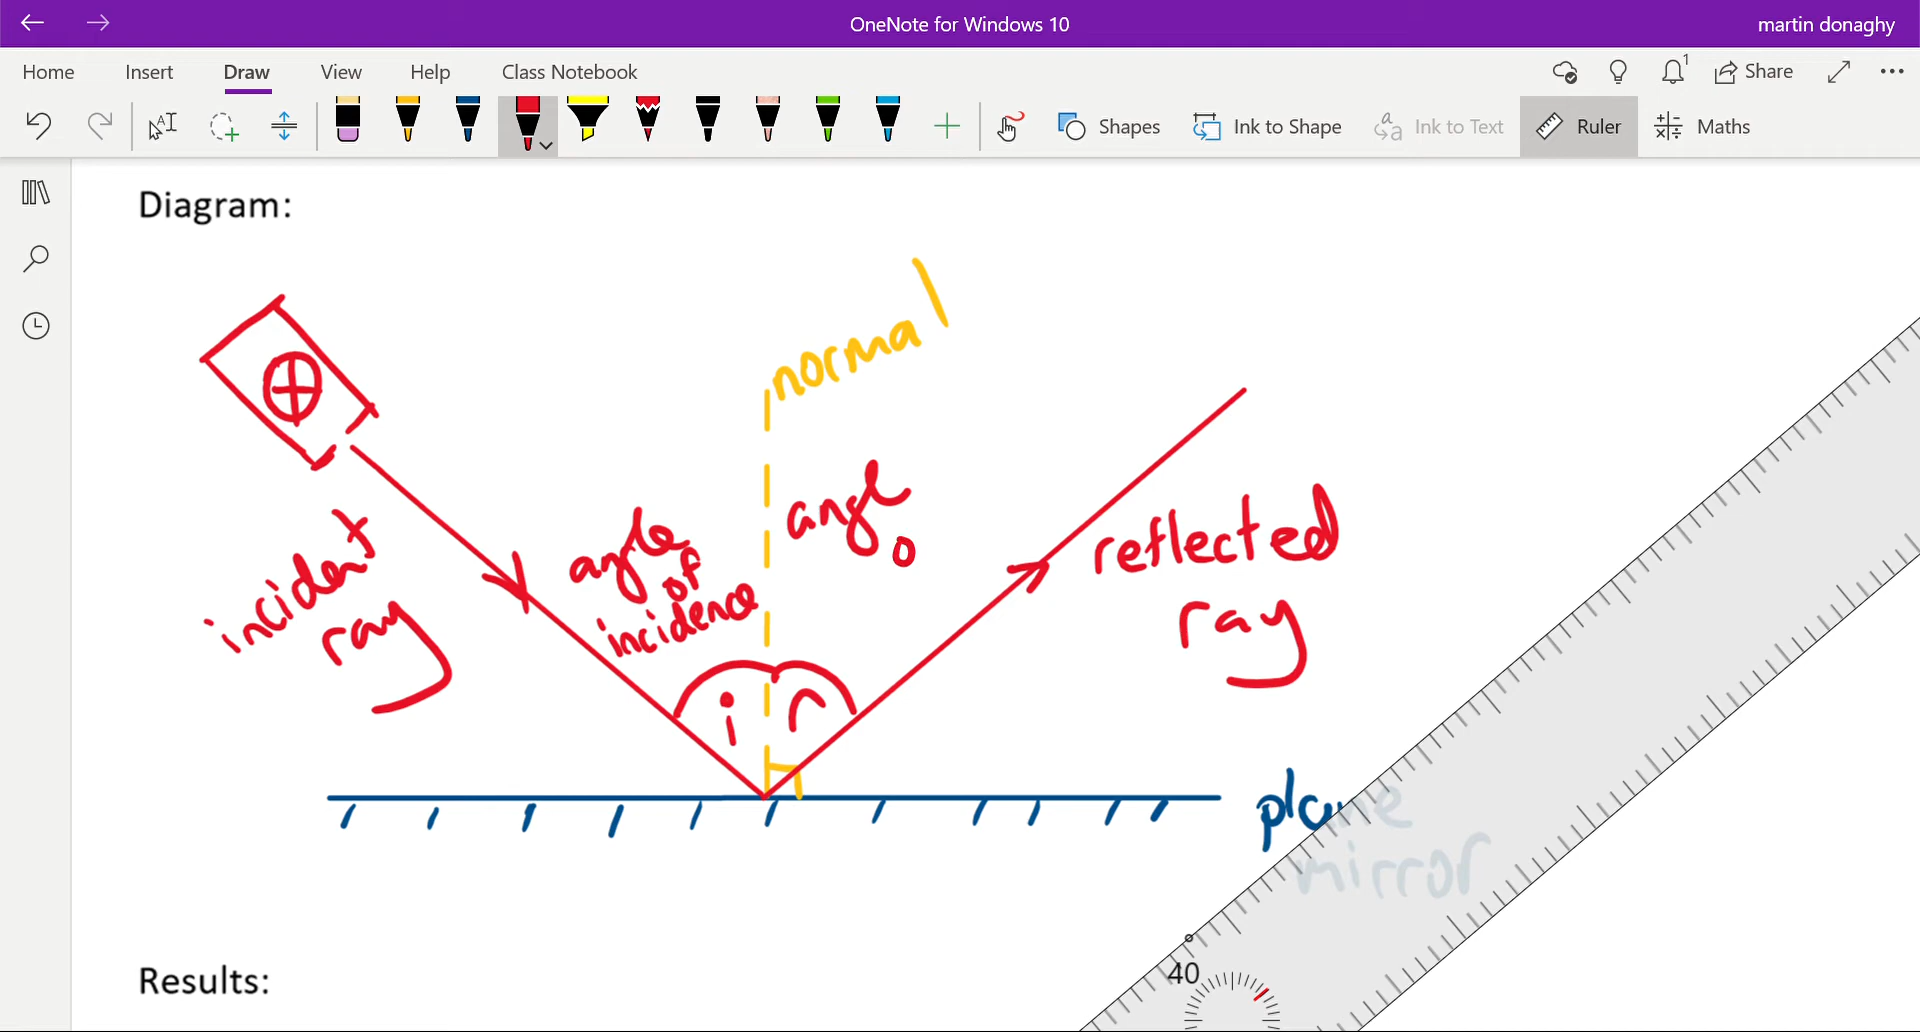 OneNote for Windows 10
martin donaghy
Home Insert Draw View Help Class Notebook
1
Share
Shapes
Ink to Shape
Ink to Text
Ruler
Maths
Diagram:
normal
angle
o
angle
of
incidence
incident
ray
reflected
ray
i r
plane
mirror
40°
Results: